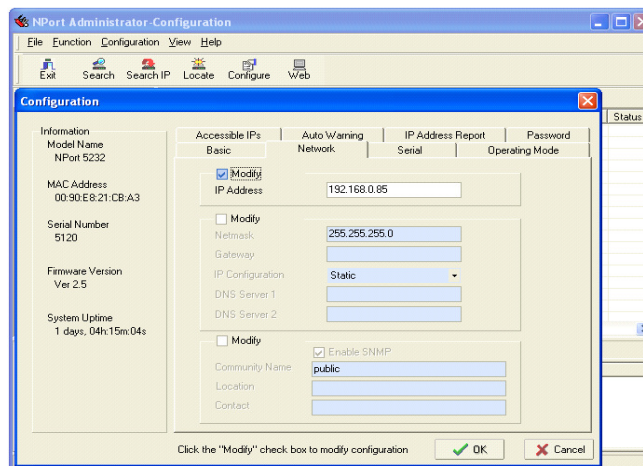 NPort Administrator-Configuration
File Function Configuration View Help
Exit Search Search IP Locate Configure Web
Status
Configuration
Information
Model Name
NPort 5232
MAC Address
00:90:E8:21:CB:A3
Serial Number
5120
Firmware Version
Ver 2.5
System Uptime
1 days, 04h:15m:04s
Accessible IPs Auto Warning IP Address Report Password
Basic Network Serial Operating Mode
Modify
IP Address 192.168.0.85
Modify
Netmask 255.255.255.0
Gateway
IP Configuration Static
DNS Server 1
DNS Server 2
Modify
Enable SNMP
Community Name public
Location
Contact
Click the "Modify" check box to modify configuration OK Cancel